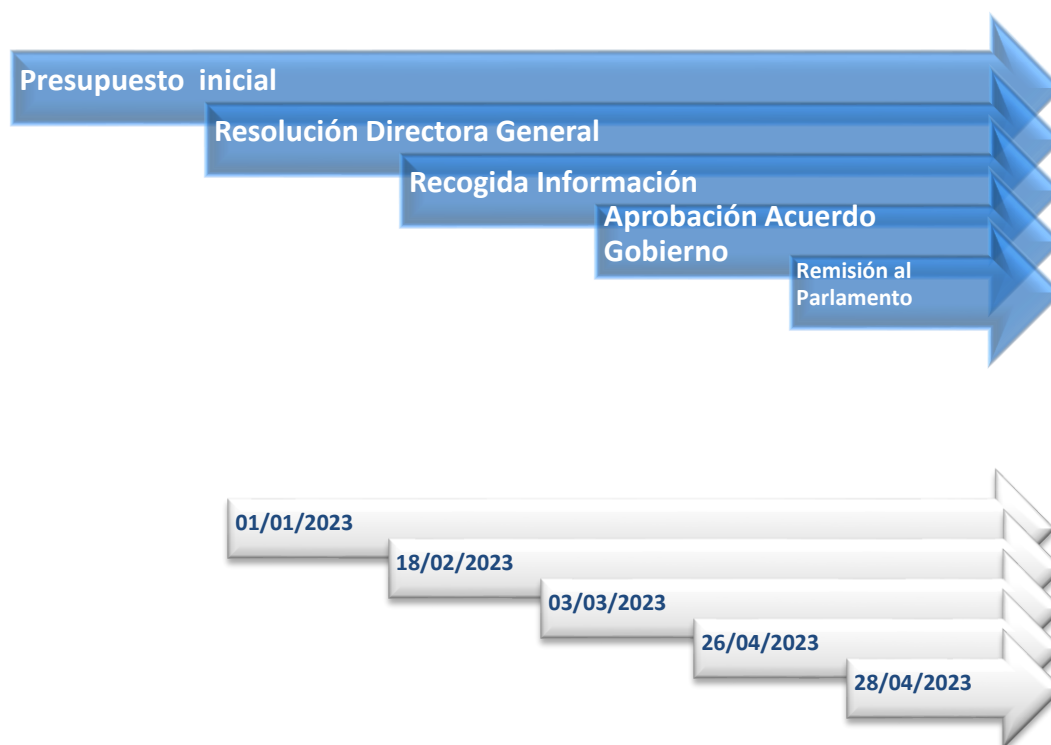 Presupuesto inicial
Resolución Directora General
Recogida Información
Aprobación Acuerdo
Gobierno
Remisión al
Parlamento
01/01/2023
18/02/2023
03/03/2023
26/04/2023
28/04/2023